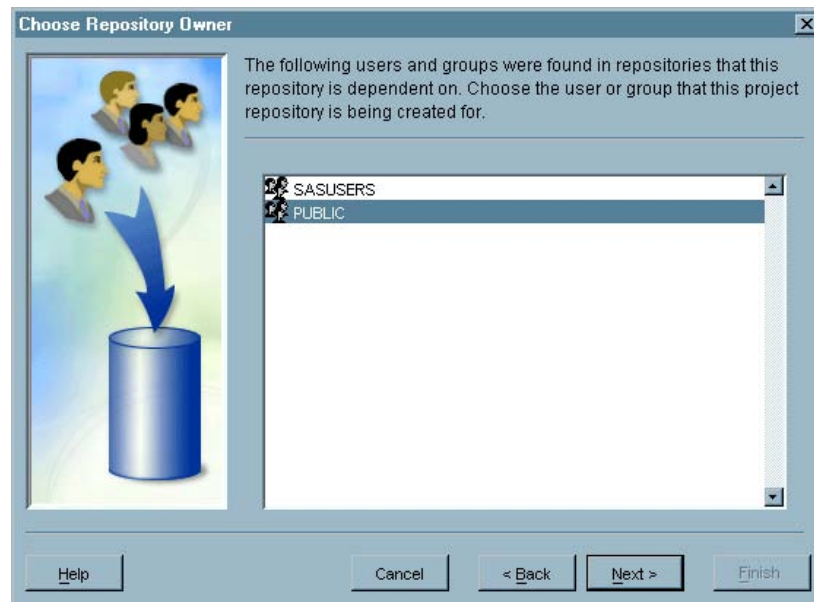 Choose Repository Owner
The following users and groups were found in repositories that this
repository is dependent on. Choose the user or group that this project
repository is being created for.
SASUSERS
PUBLIC
Help
Cancel
< Back
Next >
Finish